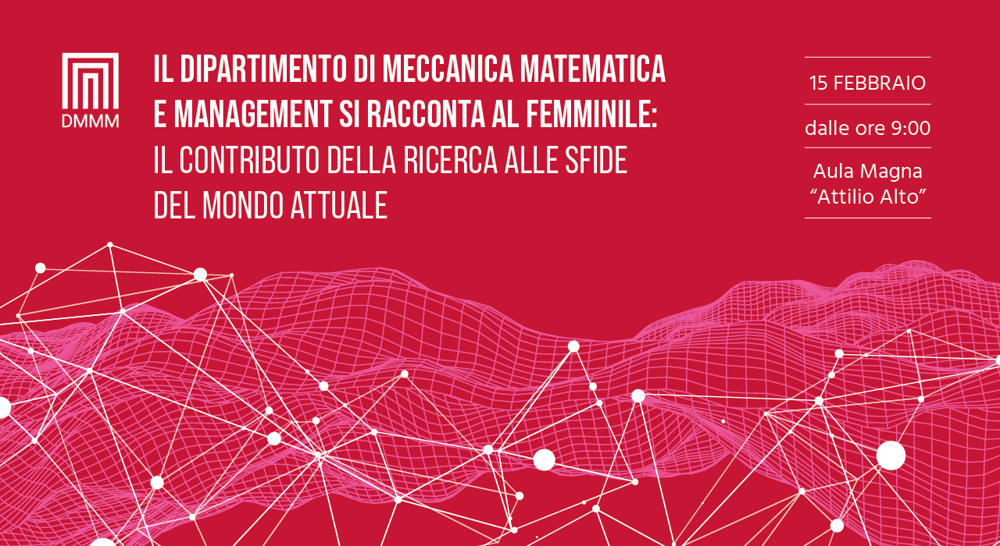 DMMM
IL DIPARTIMENTO DI MECCANICA MATEMATICA
E MANAGEMENT SI RACCONTA AL FEMMINILE:
IL CONTRIBUTO DELLA RICERCA ALLE SFIDE
DEL MONDO ATTUALE
15 FEBBRAIO
dalle ore 9:00
Aula Magna
“Attilio Alto”